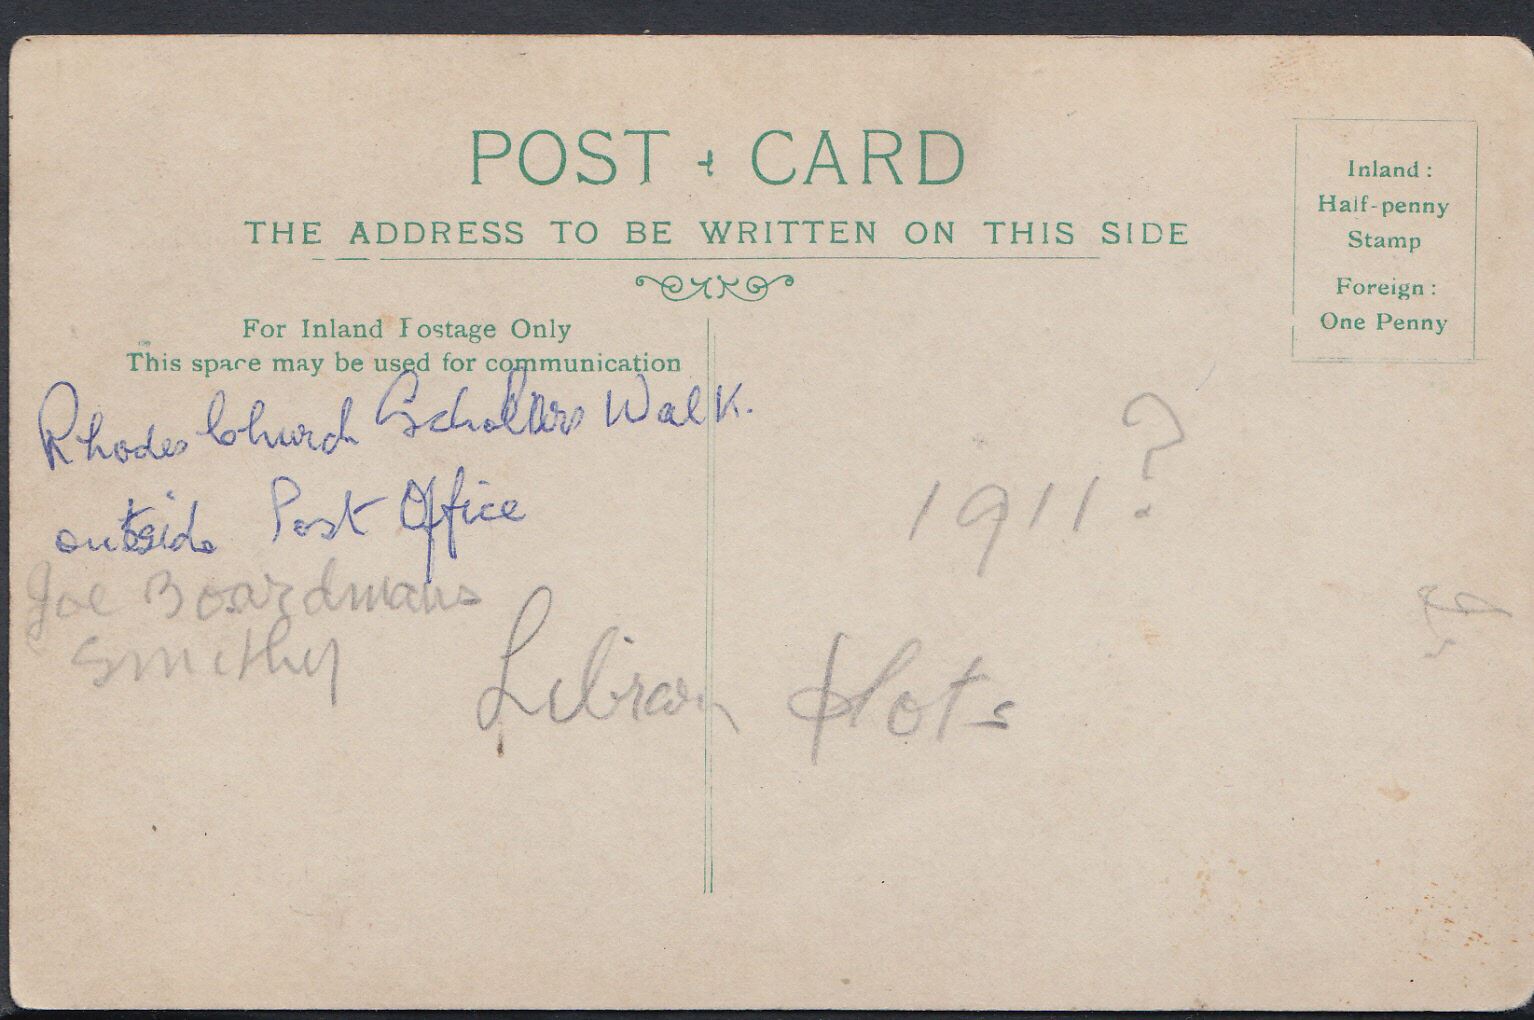 POST CARD
THE ADDRESS TO BE WRITTEN ON THIS SIDE
Inland:
Half-penny
Stamp
Foreign:
One Penny
For Inland Postage Only
This space may be used for communication
Rhodes Church Scholars Walk.
outside Post Office
Joe Boardmans
Smithy
1911?
Library Plots